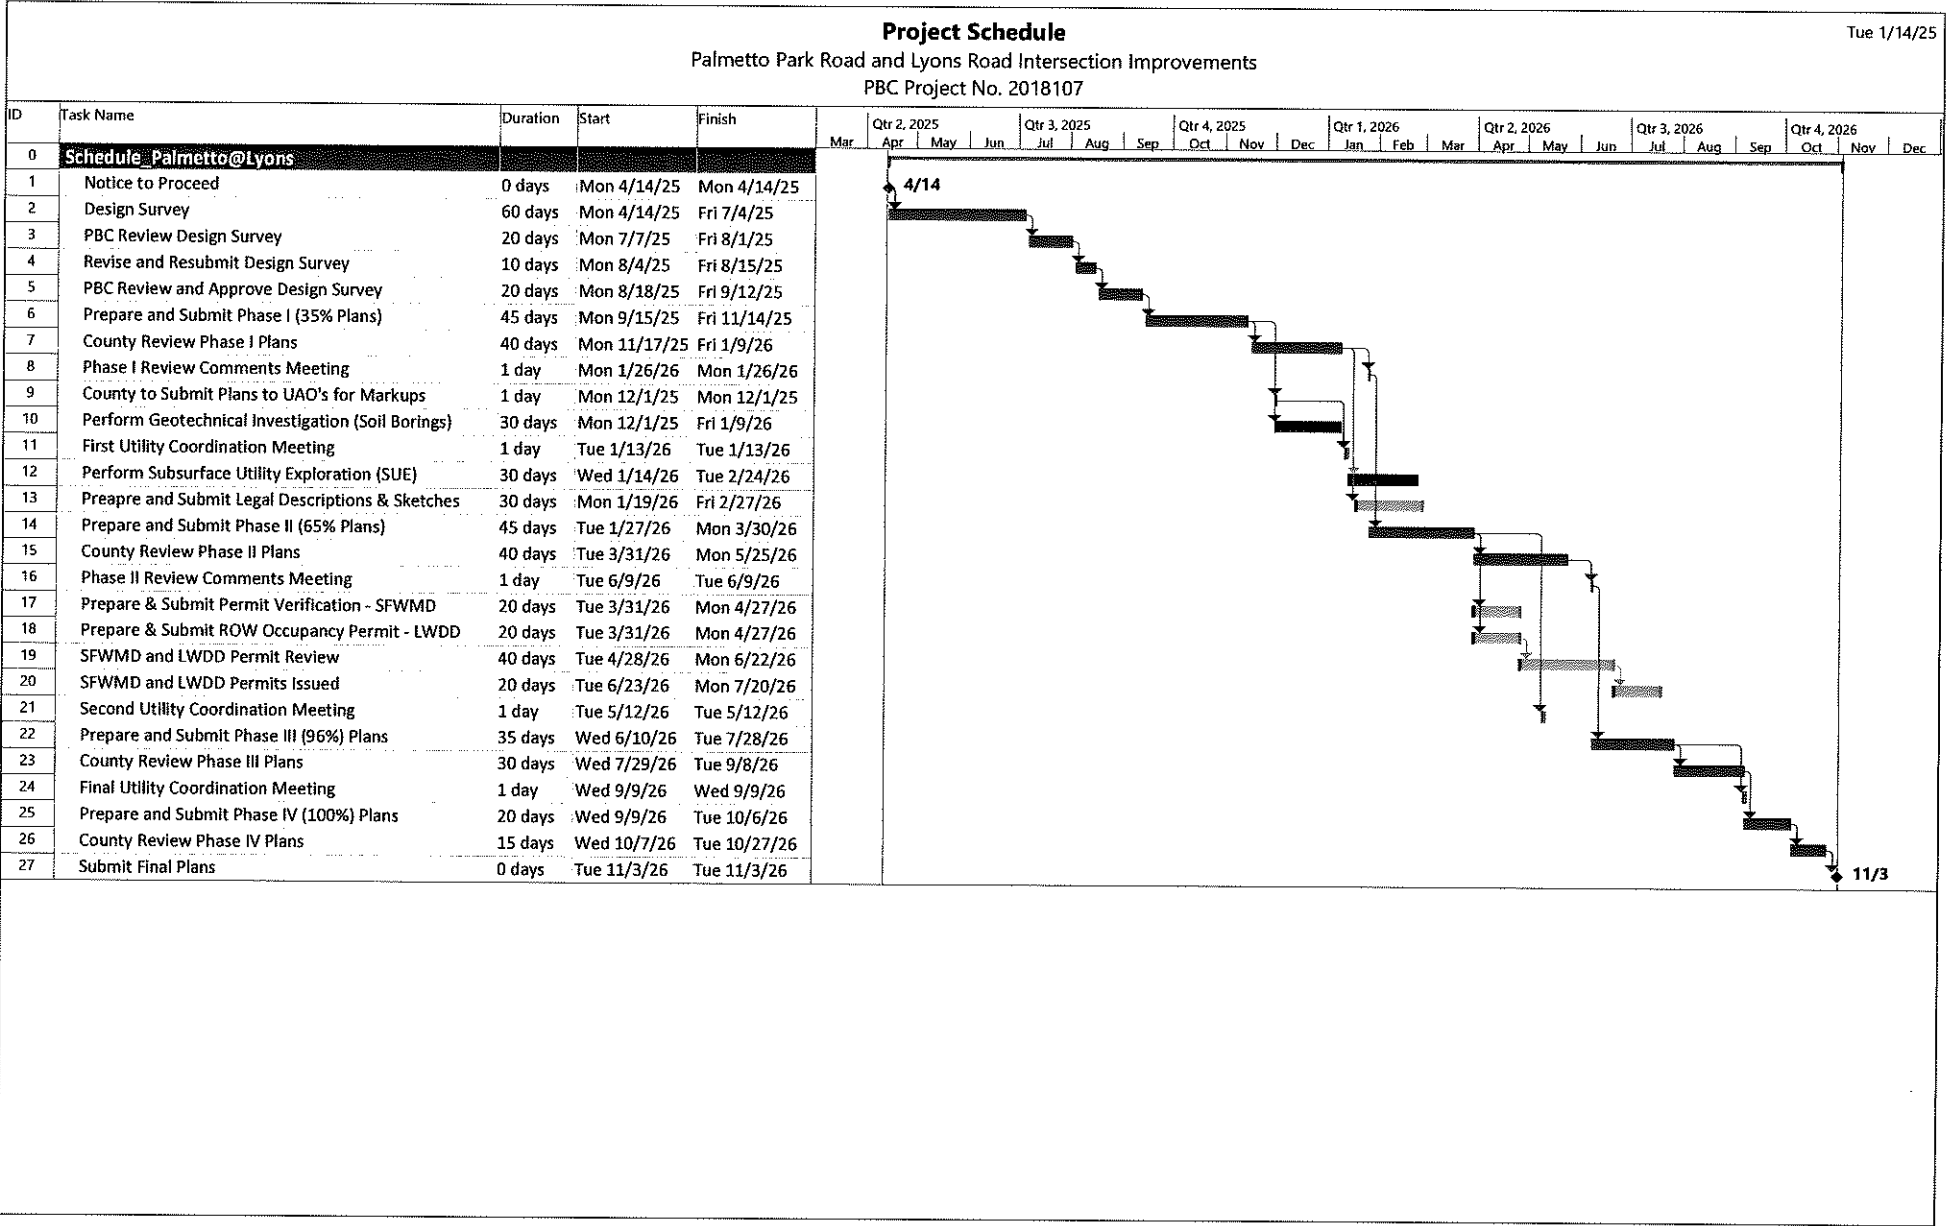 Project Schedule
Tue 1/14/25
Palmetto Park Road and Lyons Road Intersection Improvements
PBC Project No. 2018107
ID Task Name Duration Start Finish
Qtr 2, 2025 Qtr 3, 2025 Qtr 4, 2025 Qtr 1, 2026 Qtr 2, 2026 Qtr 3, 2026 Qtr 4, 2026
Mar Apr May Jun Jul Aug Sep Oct Nov Dec Jan Feb Mar Apr May Jun Jul Aug Sep Oct Nov Dec
0 Schedule_Palmetto@Lyons
1 Notice to Proceed 0 days Mon 4/14/25 Mon 4/14/25 4/14
2 Design Survey 60 days Mon 4/14/25 Fri 7/4/25
3 PBC Review Design Survey 20 days Mon 7/7/25 Fri 8/1/25
4 Revise and Resubmit Design Survey 10 days Mon 8/4/25 Fri 8/15/25
5 PBC Review and Approve Design Survey 20 days Mon 8/18/25 Fri 9/12/25
6 Prepare and Submit Phase I (35% Plans) 45 days Mon 9/15/25 Fri 11/14/25
7 County Review Phase I Plans 40 days Mon 11/17/25 Fri 1/9/26
8 Phase I Review Comments Meeting 1 day Mon 1/26/26 Mon 1/26/26
9 County to Submit Plans to UAO's for Markups 1 day Mon 12/1/25 Mon 12/1/25
10 Perform Geotechnical Investigation (Soil Borings) 30 days Mon 12/1/25 Fri 1/9/26
11 First Utility Coordination Meeting 1 day Tue 1/13/26 Tue 1/13/26
12 Perform Subsurface Utility Exploration (SUE) 30 days Wed 1/14/26 Tue 2/24/26
13 Preapre and Submit Legal Descriptions & Sketches 30 days Mon 1/19/26 Fri 2/27/26
14 Prepare and Submit Phase II (65% Plans) 45 days Tue 1/27/26 Mon 3/30/26
15 County Review Phase II Plans 40 days Tue 3/31/26 Mon 5/25/26
16 Phase II Review Comments Meeting 1 day Tue 6/9/26 Tue 6/9/26
17 Prepare & Submit Permit Verification - SFWMD 20 days Tue 3/31/26 Mon 4/27/26
18 Prepare & Submit ROW Occupancy Permit - LWDD 20 days Tue 3/31/26 Mon 4/27/26
19 SFWMD and LWDD Permit Review 40 days Tue 4/28/26 Mon 6/22/26
20 SFWMD and LWDD Permits Issued 20 days Tue 6/23/26 Mon 7/20/26
21 Second Utility Coordination Meeting 1 day Tue 5/12/26 Tue 5/12/26
22 Prepare and Submit Phase III (96%) Plans 35 days Wed 6/10/26 Tue 7/28/26
23 County Review Phase III Plans 30 days Wed 7/29/26 Tue 9/8/26
24 Final Utility Coordination Meeting 1 day Wed 9/9/26 Wed 9/9/26
25 Prepare and Submit Phase IV (100%) Plans 20 days Wed 9/9/26 Tue 10/6/26
26 County Review Phase IV Plans 15 days Wed 10/7/26 Tue 10/27/26
27 Submit Final Plans 0 days Tue 11/3/26 Tue 11/3/26 11/3